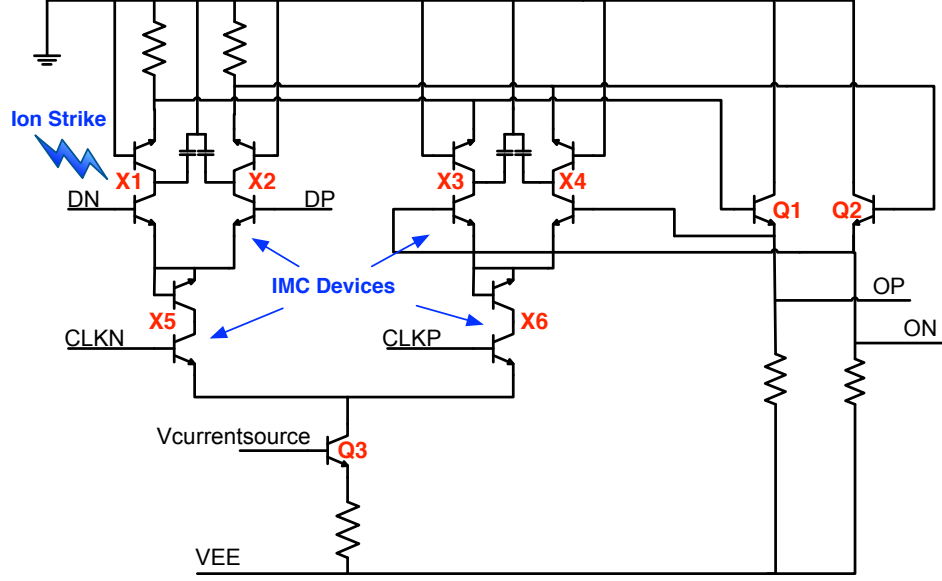 Ion Strike
X1
X2
X3
X4
DN
DP
Q1
Q2
IMC Devices
OP
X5
X6
CLKN
CLKP
ON
Vcurrentsource
Q3
VEE